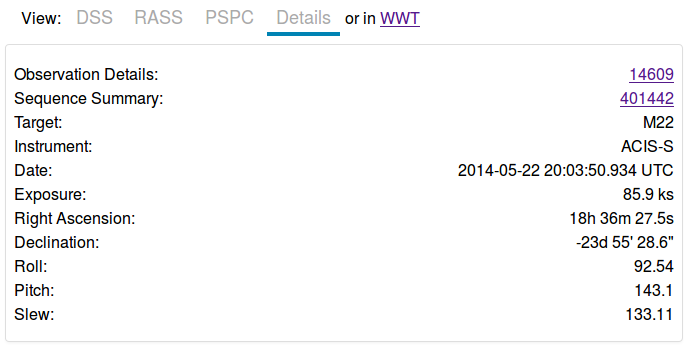 View: DSS RASS PSPC Details or in WWT
Observation Details: 14609
Sequence Summary: 401442
Target: M22
Instrument: ACIS-S
Date: 2014-05-22 20:03:50.934 UTC
Exposure: 85.9 ks
Right Ascension: 18h 36m 27.5s
Declination: -23d 55' 28.6"
Roll: 92.54
Pitch: 143.1
Slew: 133.11